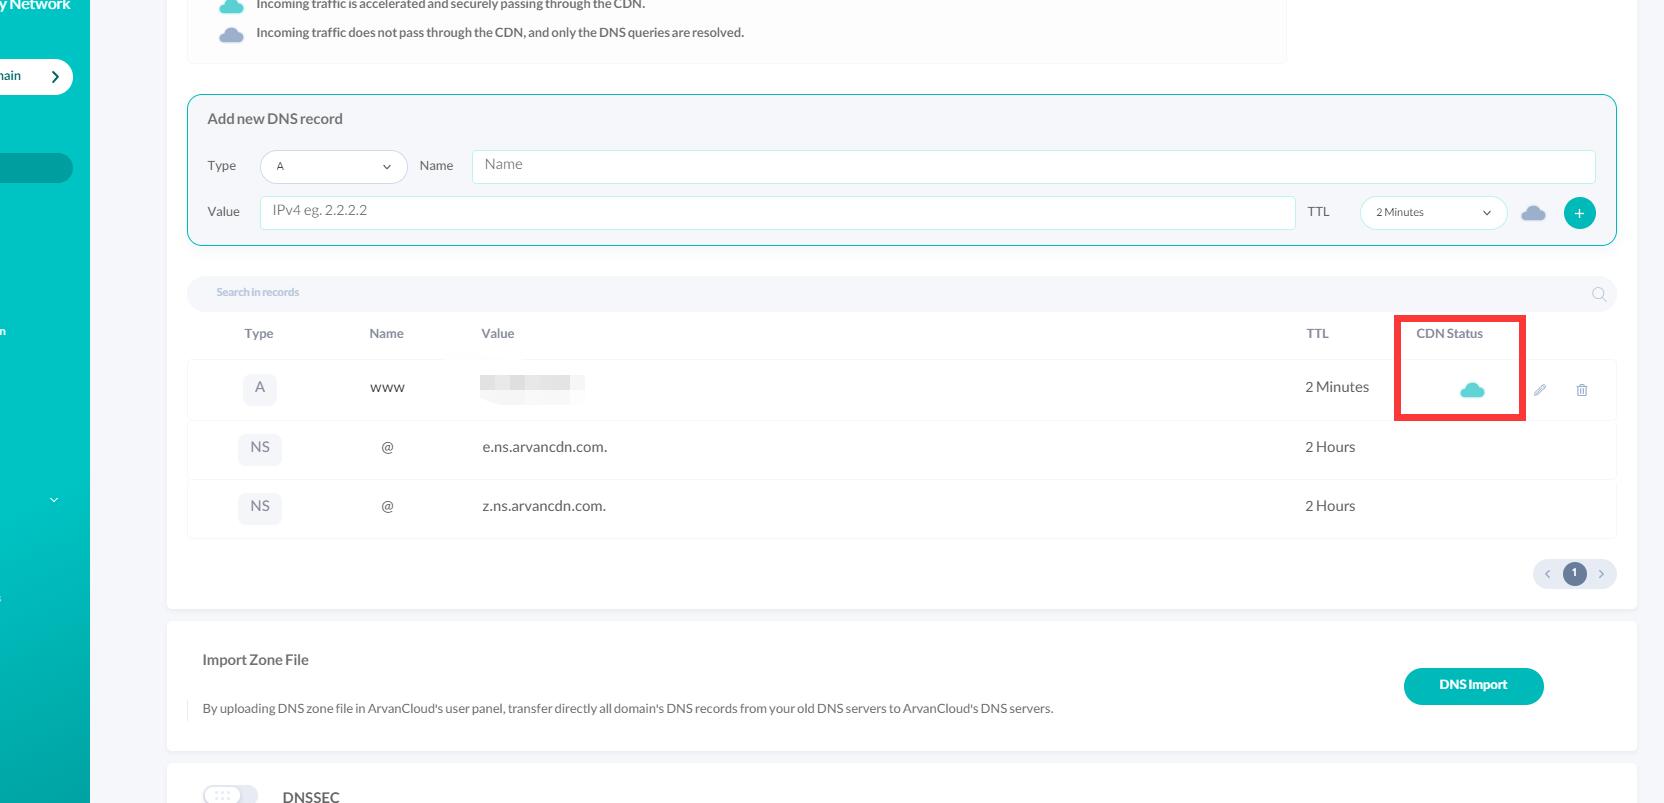 y Network
Incoming traffic is accelerated and securely passing through the CDN.
Incoming traffic does not pass through the CDN, and only the DNS queries are resolved.
nain
Add new DNS record
Type A Name Name
Value IPv4 eg. 2.2.2.2 TTL 2 Minutes +
Search in records
Type Name Value TTL CDN Status
A www 2 Minutes
NS @ e.ns.arvancdn.com. 2 Hours
NS @ z.ns.arvancdn.com. 2 Hours
1
Import Zone File
DNS Import
By uploading DNS zone file in ArvanCloud's user panel, transfer directly all domain's DNS records from your old DNS servers to ArvanCloud's DNS servers.
DNSSEC